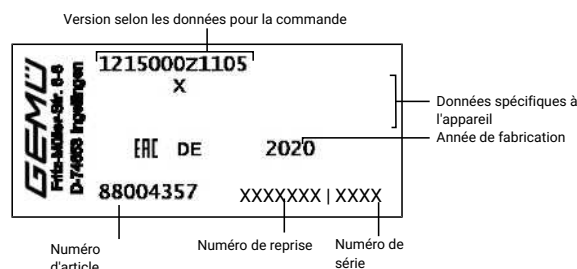 Version selon les données pour la commande
GEMÜ
Fritz-Müller-Str. 6-8
D-74653 Ingelfingen
1215000Z1105
X
Données spécifiques à
l'appareil
EAC DE 2020
Année de fabrication
88004357
XXXXXXX | XXXX
Numéro
d'article
Numéro de reprise
Numéro de
série